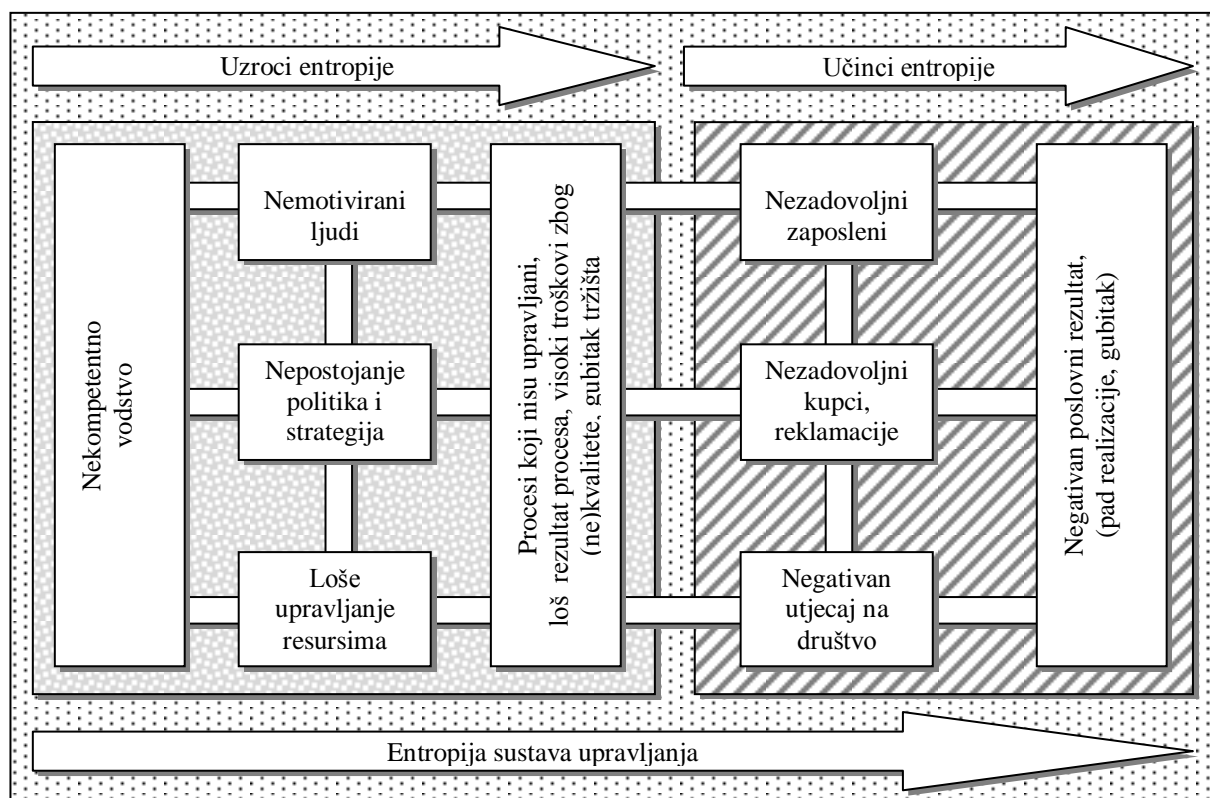 Uzroci entropije
Učinci entropije
Nekompetentno
vodstvo
Nemotivirani
ljudi
Nepostojanje
politika i
strategija
Loše
upravljanje
resursima
Procesi koji nisu upravljani,
loš rezultat procesa, visoki troškovi zbog
(ne)kvalitete, gubitak tržišta
Nezadovoljni
zaposleni
Nezadovoljni
kupci,
reklamacije
Negativan
utjecaj na
društvo
Negativan poslovni rezultat,
(pad realizacije, gubitak)
Entropija sustava upravljanja